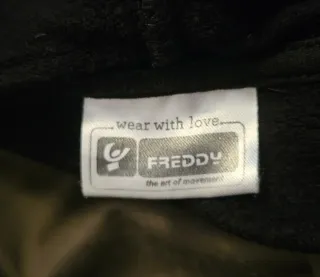 wear with love.
FREDDY
the art of movement